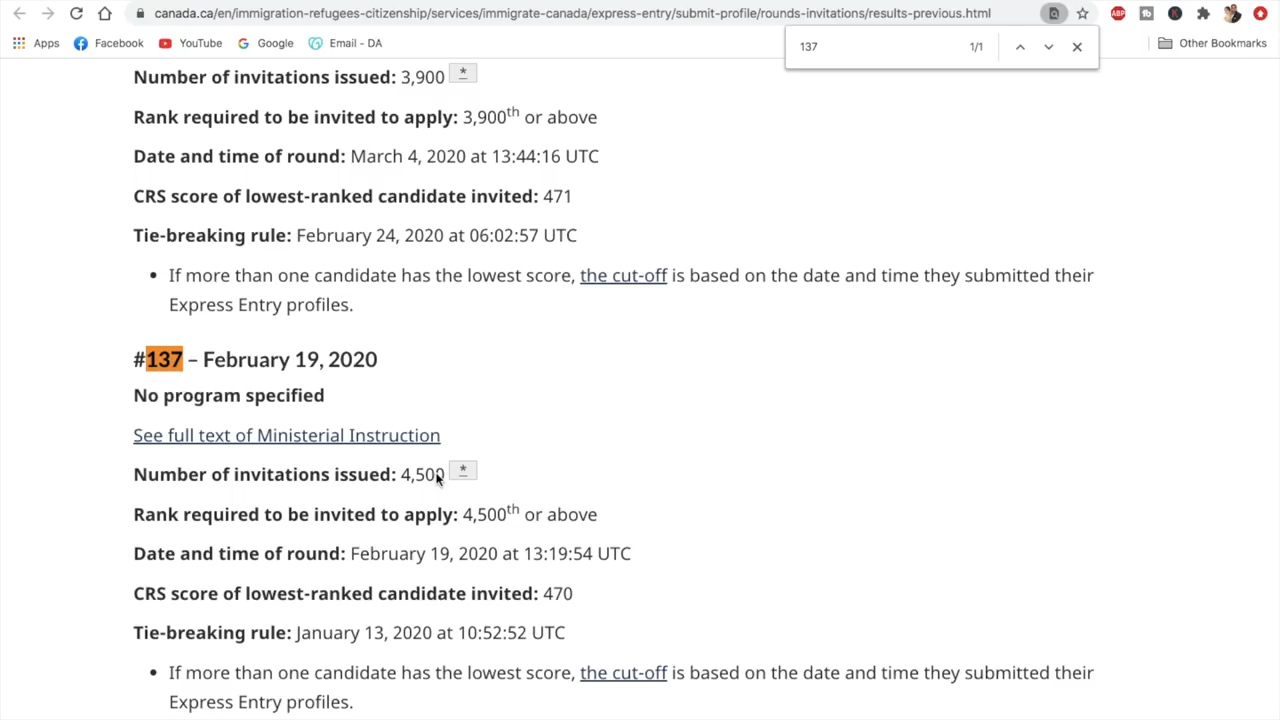 canada.ca/en/immigration-refugees-citizenship/services/immigrate-canada/express-entry/submit-profile/rounds-invitations/results-previous.html
ABP
Apps Facebook YouTube Google Email - DA Other Bookmarks
137 1/1
Number of invitations issued: 3,900 *
Rank required to be invited to apply: 3,900th or above
Date and time of round: March 4, 2020 at 13:44:16 UTC
CRS score of lowest-ranked candidate invited: 471
Tie-breaking rule: February 24, 2020 at 06:02:57 UTC
• If more than one candidate has the lowest score, the cut-off is based on the date and time they submitted their
Express Entry profiles.
#137 – February 19, 2020
No program specified
See full text of Ministerial Instruction
Number of invitations issued: 4,500 *
Rank required to be invited to apply: 4,500th or above
Date and time of round: February 19, 2020 at 13:19:54 UTC
CRS score of lowest-ranked candidate invited: 470
Tie-breaking rule: January 13, 2020 at 10:52:52 UTC
• If more than one candidate has the lowest score, the cut-off is based on the date and time they submitted their
Express Entry profiles.